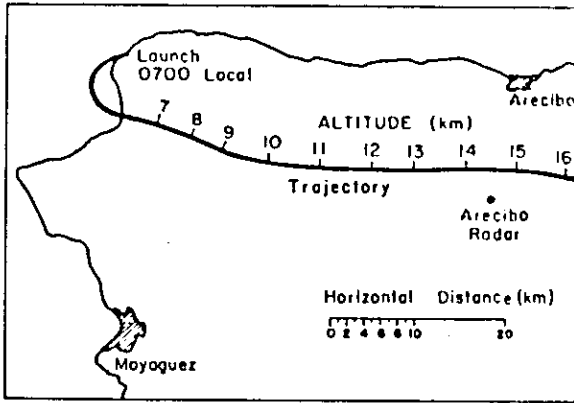 Launch
0700 Local
Arecibo
ALTITUDE (km)
7 8 9 10 11 12 13 14 15 16
Trajectory
Arecibo
Radar
Horizontal Distance (km)
0 2 4 6 8 10 20
Mayaguez